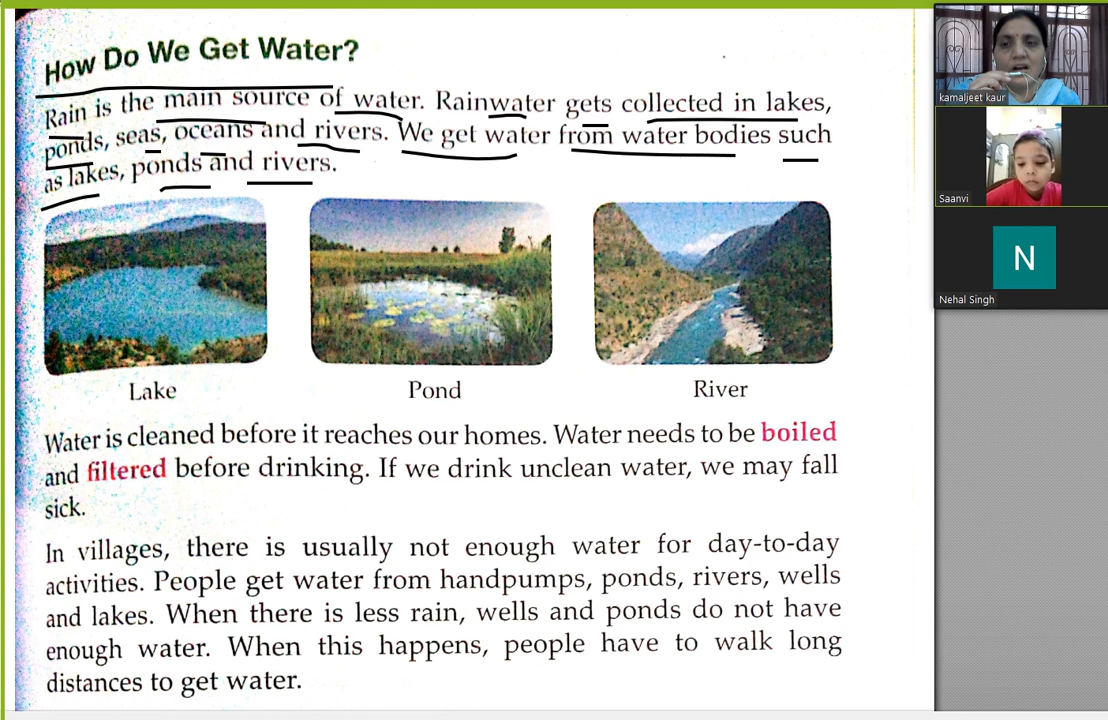 How Do We Get Water?
Rain is the main source of water. Rainwater gets collected in lakes,
ponds, seas, oceans and rivers. We get water from water bodies such
as lakes, ponds and rivers.
Lake
Pond
River
Water is cleaned before it reaches our homes. Water needs to be boiled
and filtered before drinking. If we drink unclean water, we may fall
sick.
In villages, there is usually not enough water for day-to-day
activities. People get water from handpumps, ponds, rivers, wells
and lakes. When there is less rain, wells and ponds do not have
enough water. When this happens, people have to walk long
distances to get water.
kamaljeet kaur
Saanvi
N
Nehal Singh